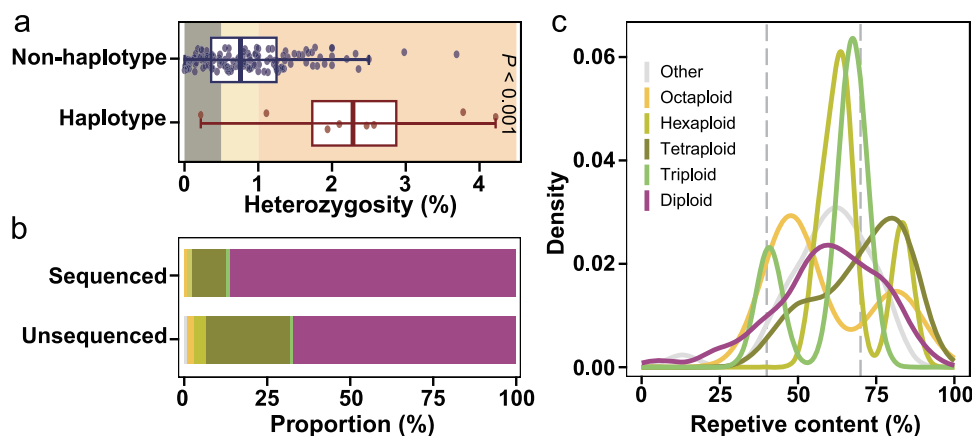 a
Non-haplotype
Haplotype
P < 0.001
0 1 2 3 4
Heterozygosity (%)
b
Sequenced
Unsequenced
0 25 50 75 100
Proportion (%)
c
0.06
0.04
0.02
0.00
Density
Other
Octaploid
Hexaploid
Tetraploid
Triploid
Diploid
0 25 50 75 100
Repetive content (%)